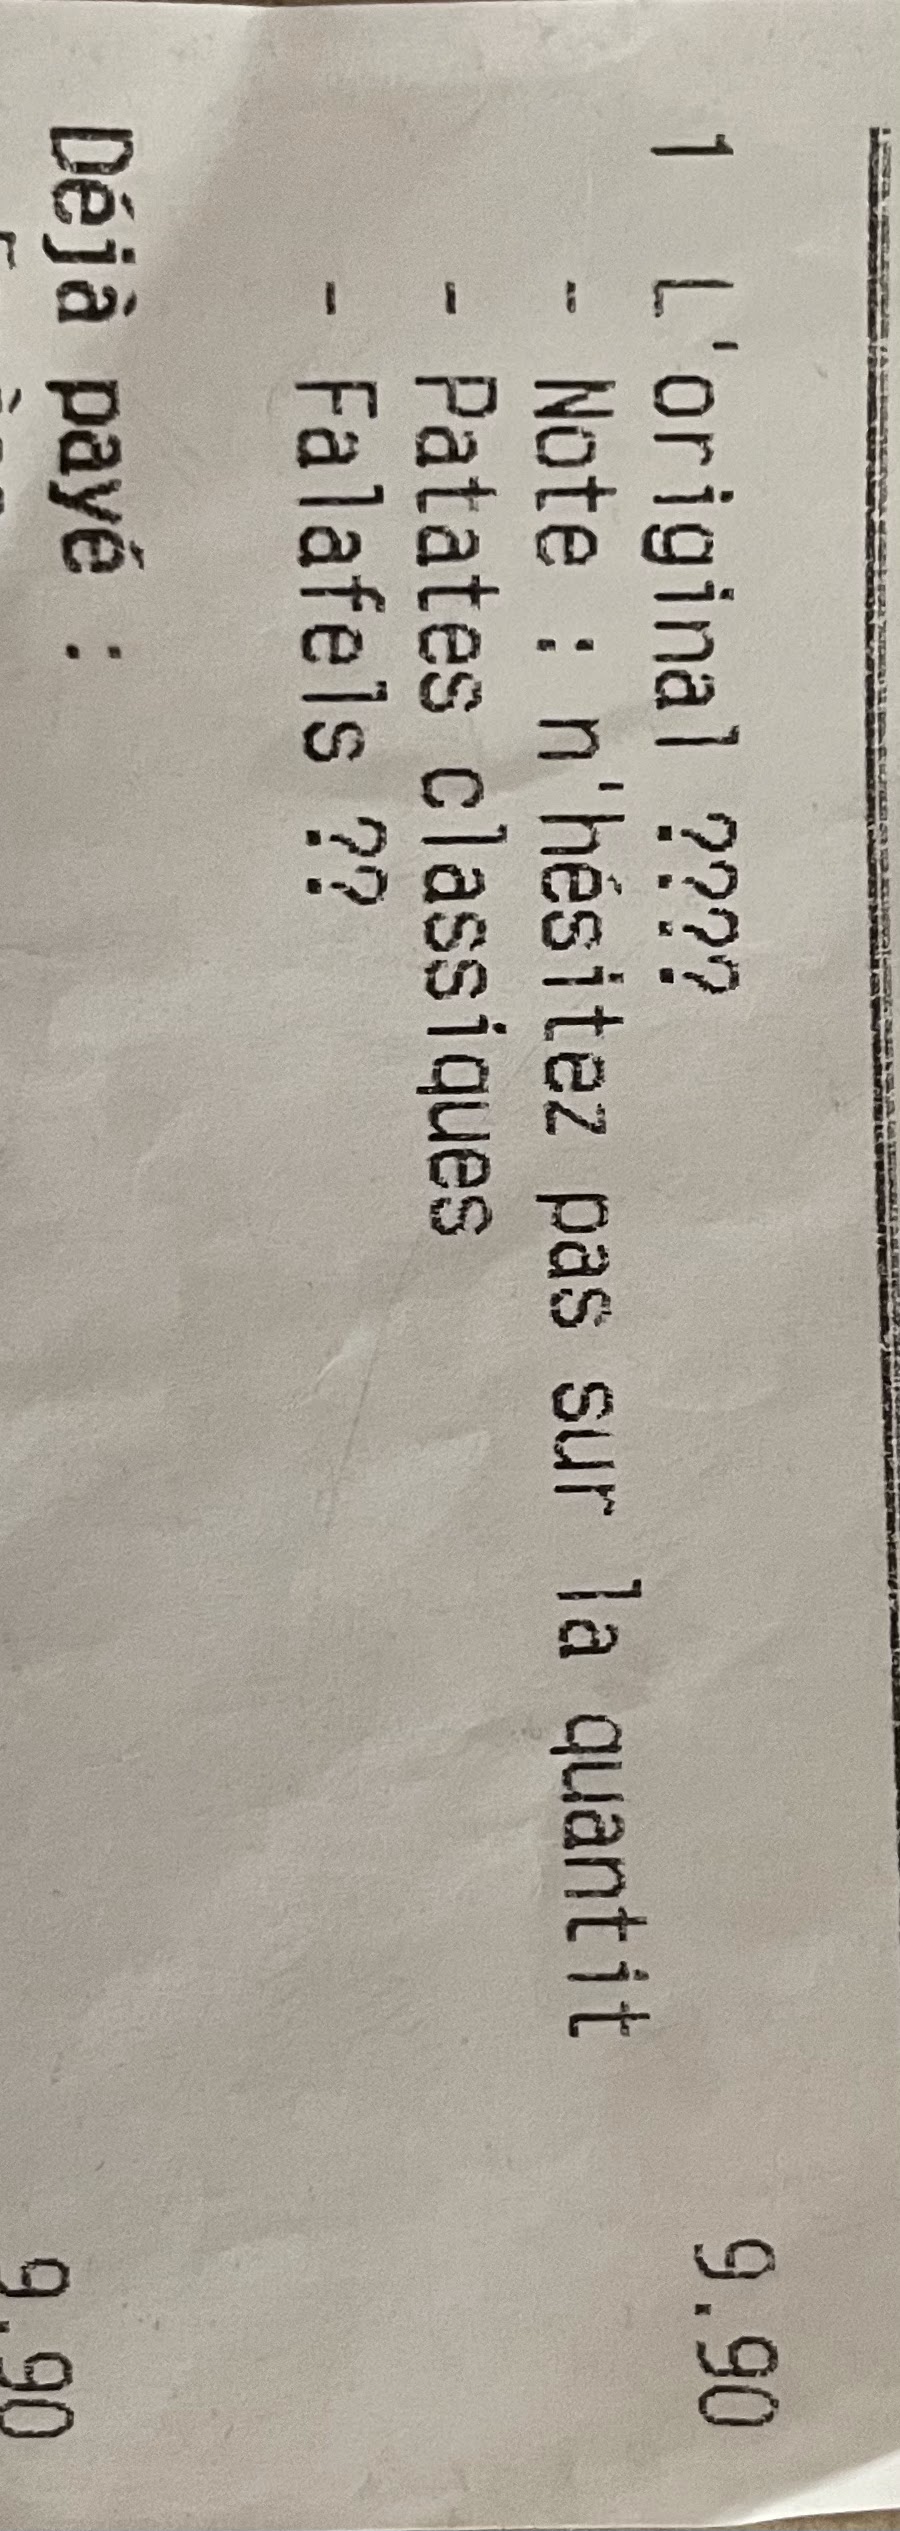 1 L'original ???? 9.90
- Note : n'hésitez pas sur la quantit
- Patates classiques
- Falafels ??
Déjà payé : 9.90